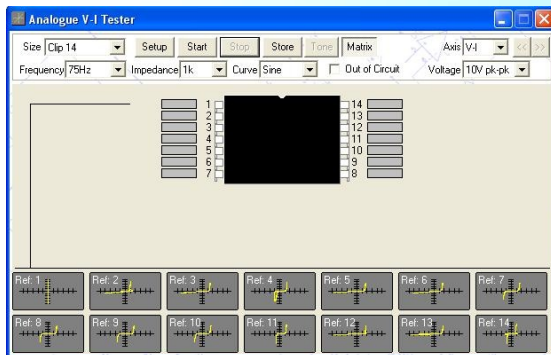 Analogue V-I Tester
Size Clip 14 Setup Start Stop Store Tone Matrix Axis V-I << >>
Frequency 75Hz Impedance 1k Curve Sine Out of Circuit Voltage 10V pk-pk
1 14
2 13
3 12
4 11
5 10
6 9
7 8
Ref: 1 Ref: 2 Ref: 3 Ref: 4 Ref: 5 Ref: 6 Ref: 7
Ref: 8 Ref: 9 Ref: 10 Ref: 11 Ref: 12 Ref: 13 Ref: 14